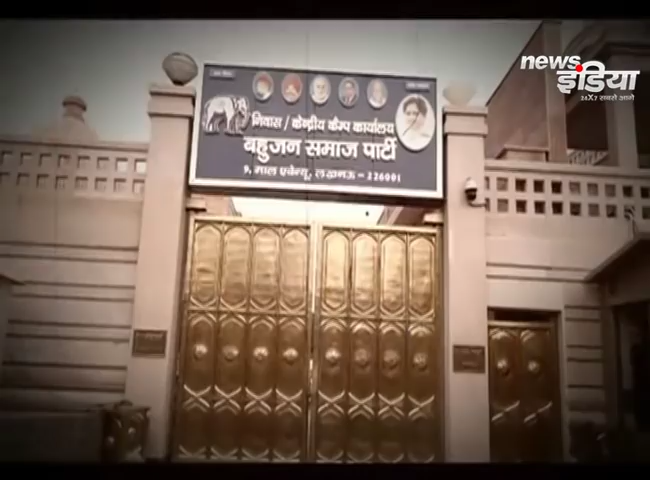 news
इंडिया
24X7 सबसे आगे
निवास / केन्द्रीय कैम्प कार्यालय
बहुजन समाज पार्टी
9, माल एवेन्यू, लखनऊ - 226001